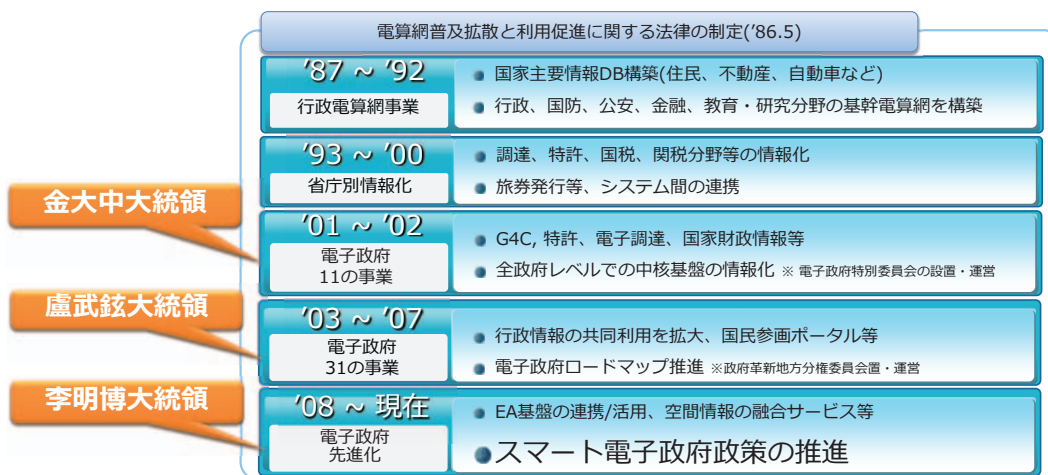 電算網普及拡散と利用促進に関する法律の制定('86.5)
'87 ~ '92
行政電算網事業
● 国家主要情報DB構築(住民、不動産、自動車など)
● 行政、国防、公安、金融、教育・研究分野の基幹電算網を構築
'93 ~ '00
省庁別情報化
● 調達、特許、国税、関税分野等の情報化
● 旅券発行等、システム間の連携
金大中大統領
'01 ~ '02
電子政府
11の事業
● G4C, 特許、電子調達、国家財政情報等
● 全政府レベルでの中核基盤の情報化 ※ 電子政府特別委員会の設置・運営
盧武鉉大統領
'03 ~ '07
電子政府
31の事業
● 行政情報の共同利用を拡大、国民参画ポータル等
● 電子政府ロードマップ推進 ※政府革新地方分権委員会置・運営
李明博大統領
'08 ~ 現在
電子政府
先進化
● EA基盤の連携/活用、空間情報の融合サービス等
●スマート電子政府政策の推進